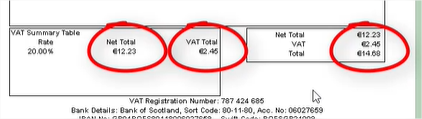 VAT Summary Table
Rate Net Total VAT Total
20.00% €12.23 €2.45
Net Total €12.23
VAT €2.45
Total €14.68
VAT Registration Number: 787 424 685
Bank Details: Bank of Scotland, Sort Code: 80-11-80, Acc. No: 06027659